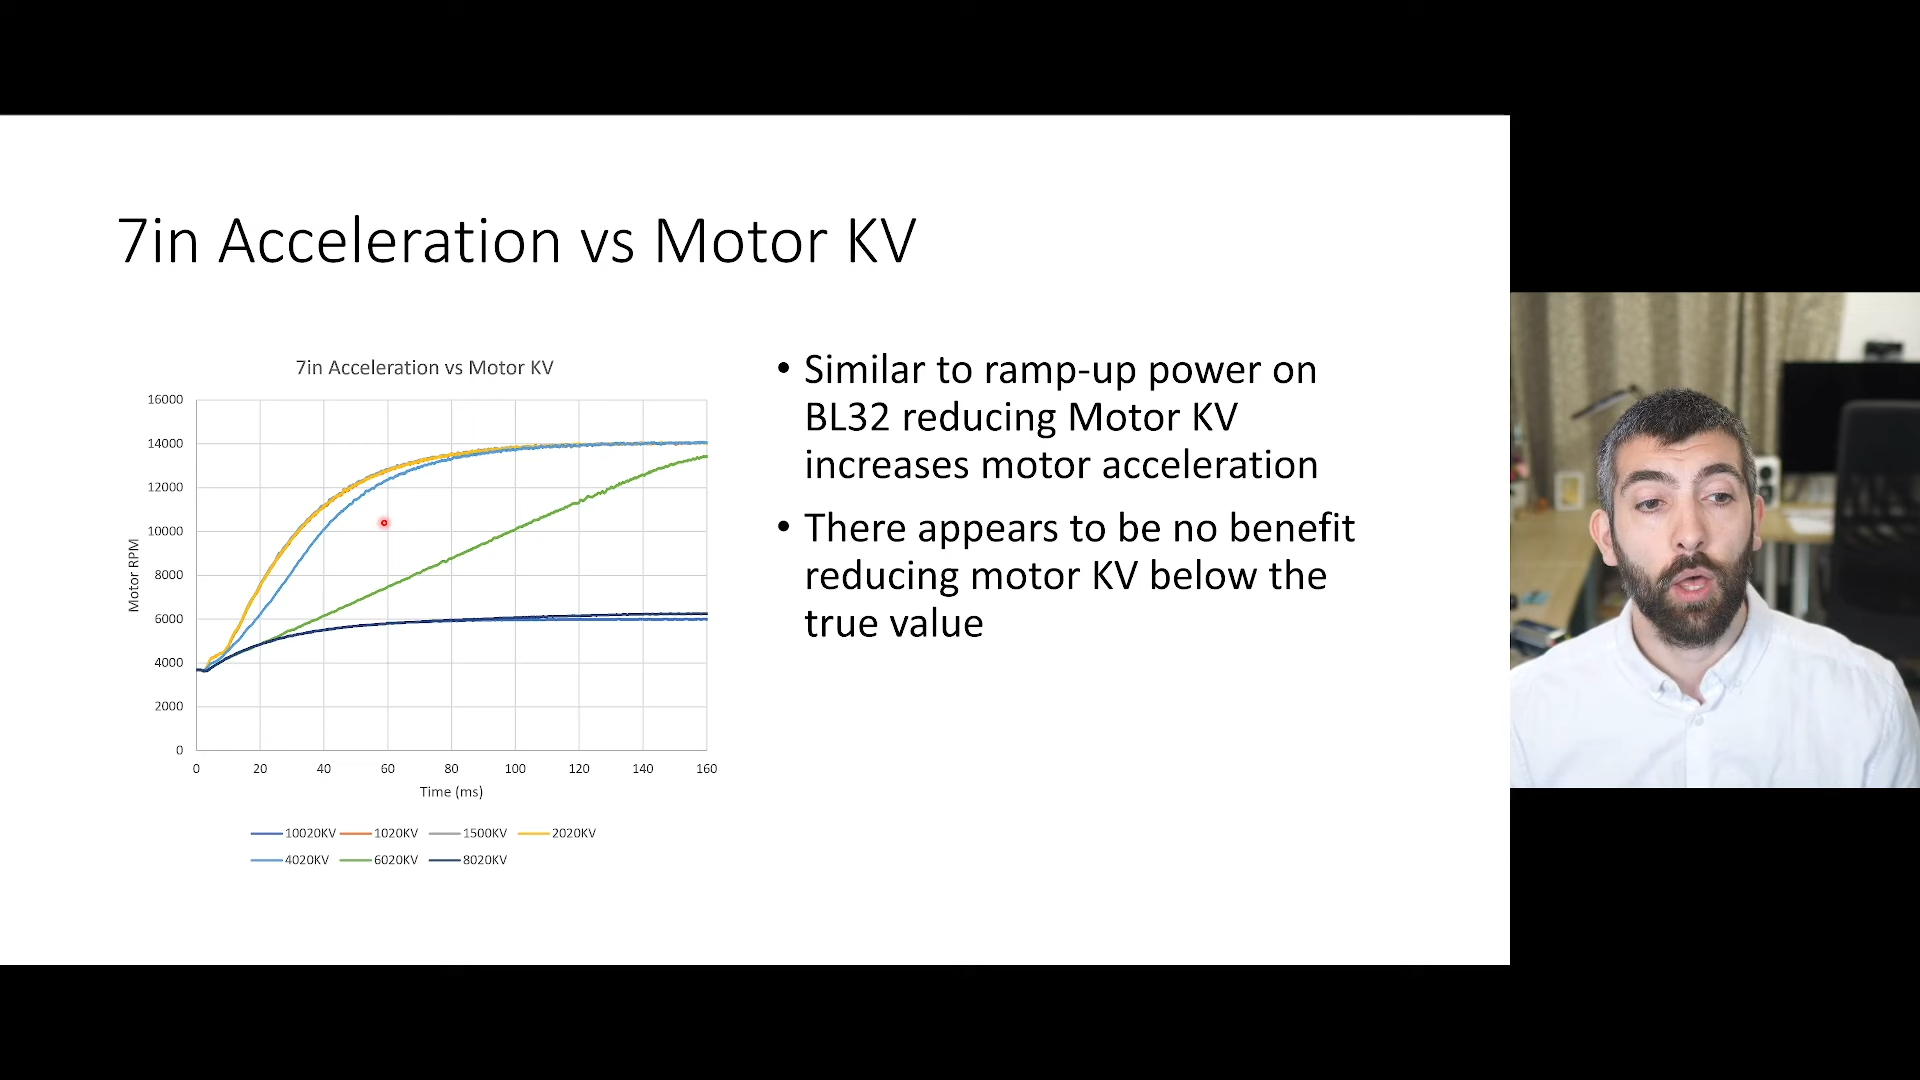 7in Acceleration vs Motor KV
7in Acceleration vs Motor KV
16000
14000
12000
10000
8000
6000
4000
2000
0
Motor RPM
0 20 40 60 80 100 120 140 160
Time (ms)
10020KV 1020KV 1500KV 2020KV
4020KV 6020KV 8020KV
• Similar to ramp-up power on
BL32 reducing Motor KV
increases motor acceleration
• There appears to be no benefit
reducing motor KV below the
true value